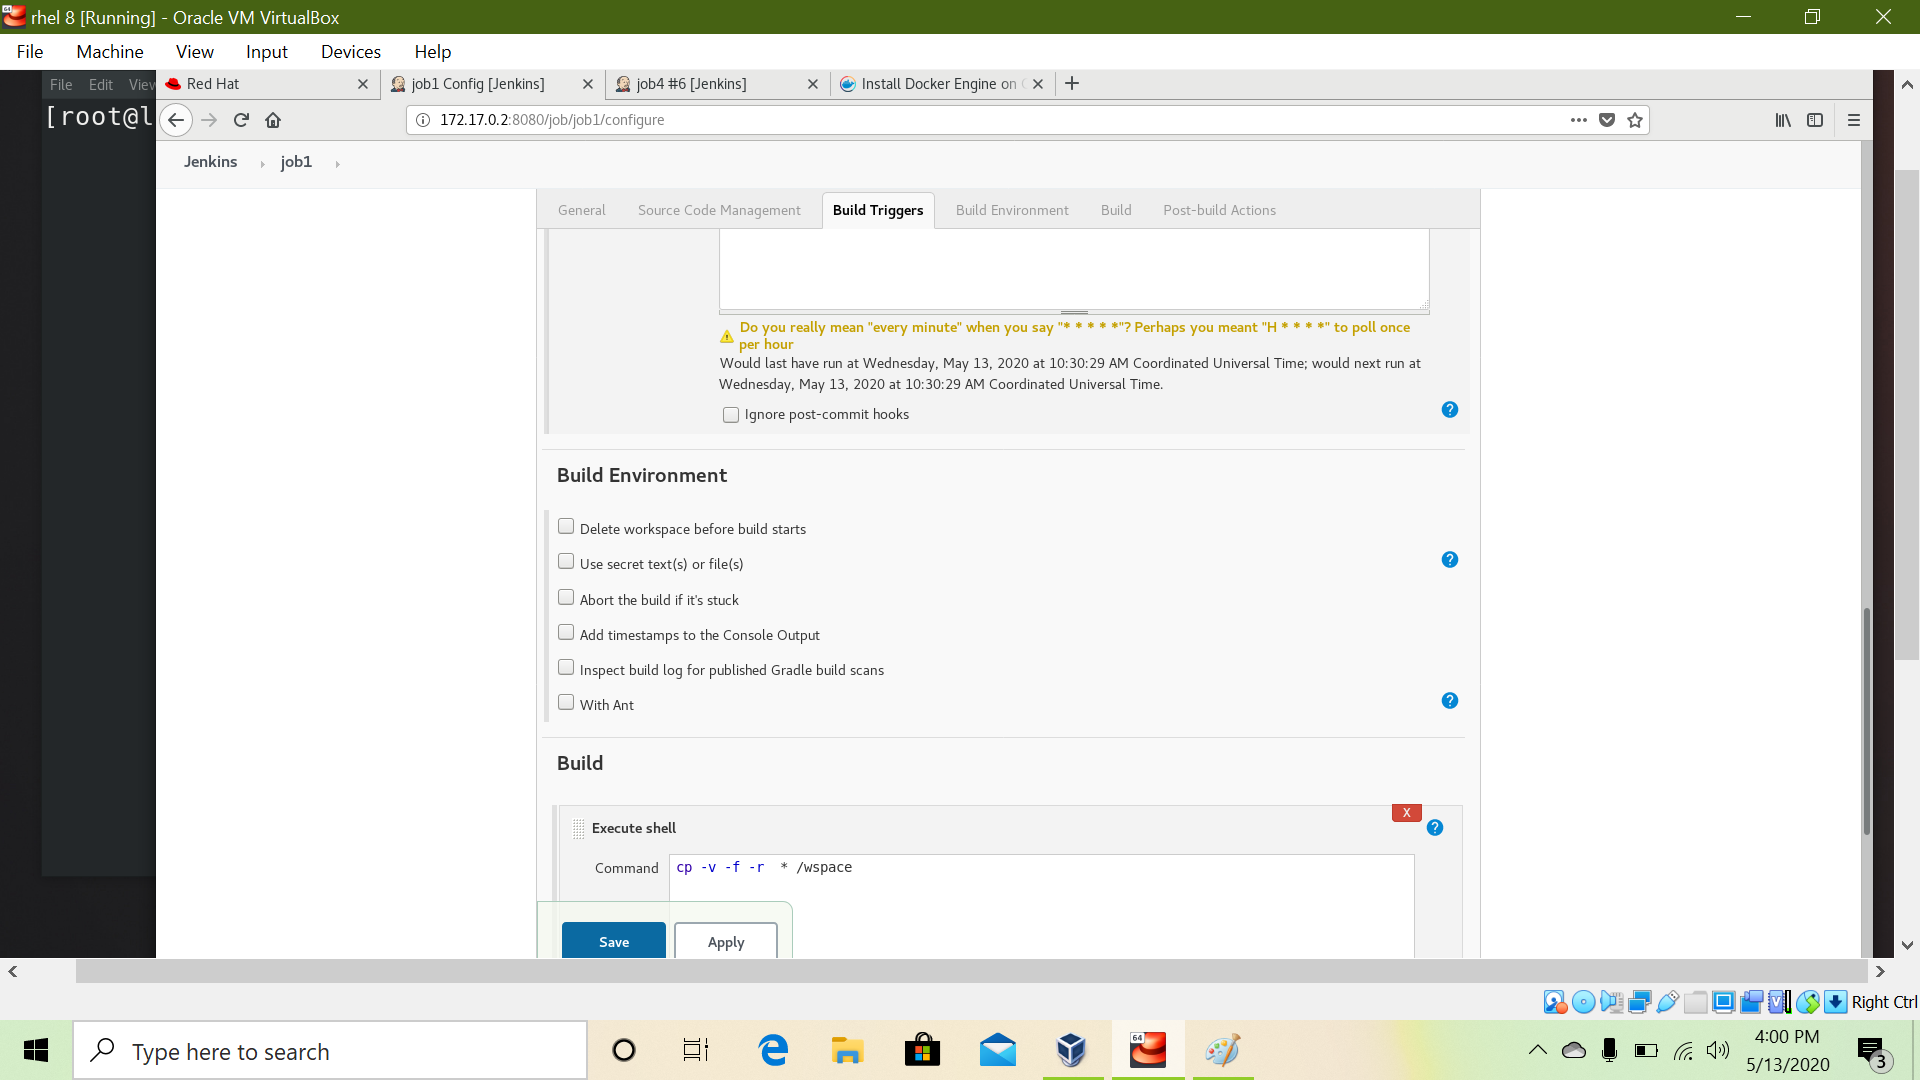 rhel 8 [Running] - Oracle VM VirtualBox
File Machine View Input Devices Help
File Edit View
Red Hat
job1 Config [Jenkins]
job4 #6 [Jenkins]
Install Docker Engine on
[root@l
172.17.0.2:8080/job/job1/configure
Jenkins
job1
General
Source Code Management
Build Triggers
Build Environment
Build
Post-build Actions
Do you really mean "every minute" when you say "* * * * *"? Perhaps you meant "H * * * *" to poll once
per hour
Would last have run at Wednesday, May 13, 2020 at 10:30:29 AM Coordinated Universal Time; would next run at
Wednesday, May 13, 2020 at 10:30:29 AM Coordinated Universal Time.
Ignore post-commit hooks
Build Environment
Delete workspace before build starts
Use secret text(s) or file(s)
Abort the build if it's stuck
Add timestamps to the Console Output
Inspect build log for published Gradle build scans
With Ant
Build
X
Execute shell
Command
cp -v -f -r  * /wspace
Save
Apply
Right Ctrl
Type here to search
64
4:00 PM
5/13/2020
3